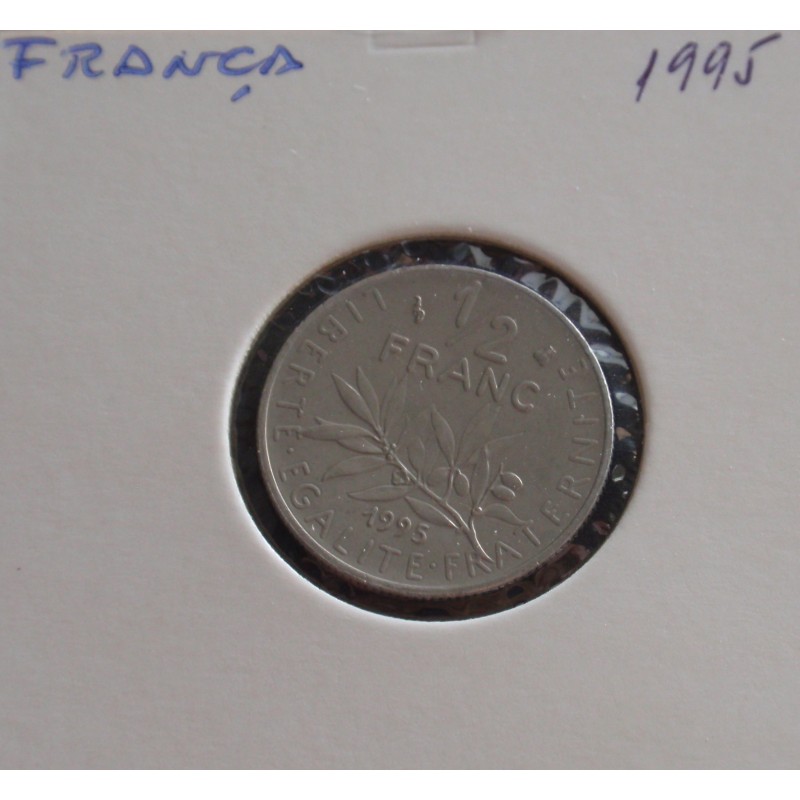 FRANÇA
1995
1/2
FRANC
1995
LIBERTE·EGALITE·FRATERNITE